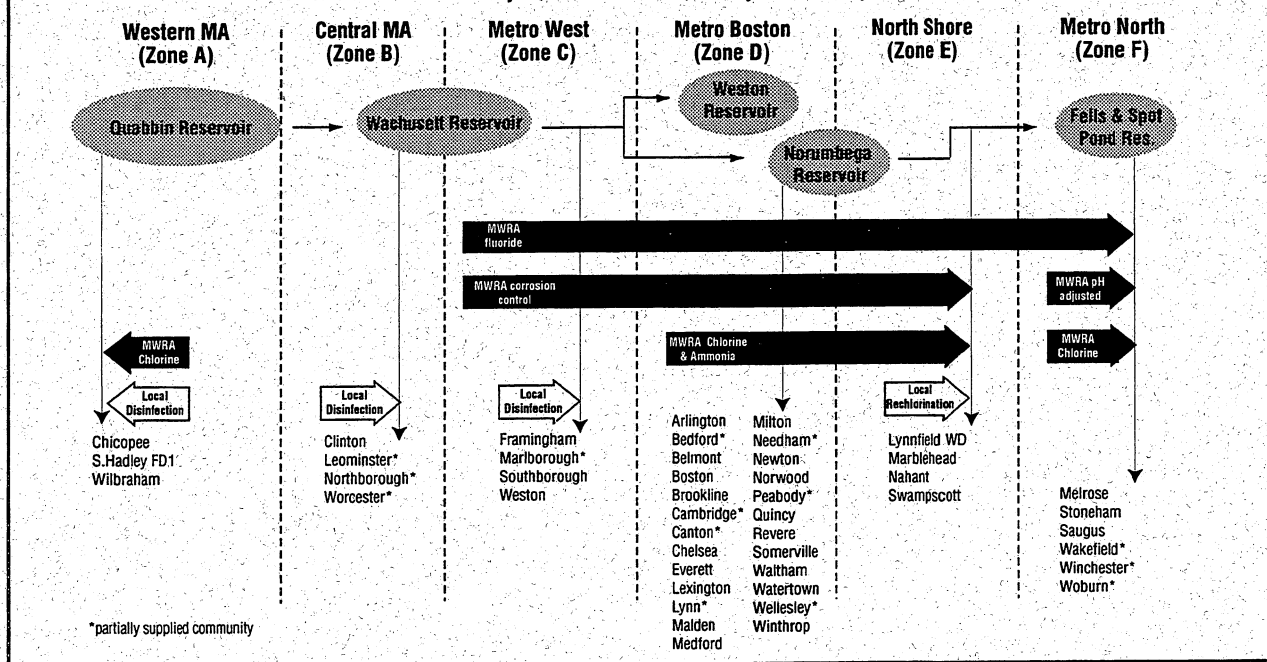 Western MA
(Zone A)
Central MA
(Zone B)
Metro West
(Zone C)
Metro Boston
(Zone D)
North Shore
(Zone E)
Metro North
(Zone F)
Quabbin Reservoir
Wachusett Reservoir
Weston
Reservoir
Norumbega
Reservoir
Fells & Spot
Pond Res.
MWRA
fluoride
MWRA corrosion
control
MWRA pH
adjusted
MWRA
Chlorine
MWRA Chlorine
& Ammonia
MWRA
Chlorine
Local
Disinfection
Local
Disinfection
Local
Disinfection
Local
Rechlorination
Chicopee
S.Hadley FD1
Wilbraham
Clinton
Leominster*
Northborough*
Worcester*
Framingham
Marlborough*
Southborough
Weston
Arlington
Bedford*
Belmont
Boston
Brookline
Cambridge*
Canton*
Chelsea
Everett
Lexington
Lynn*
Malden
Medford
Milton
Needham*
Newton
Norwood
Peabody*
Quincy
Revere
Somerville
Waltham
Watertown
Wellesley*
Winthrop
Lynnfield WD
Marblehead
Nahant
Swampscott
Melrose
Stoneham
Saugus
Wakefield*
Winchester*
Woburn*
*partially supplied community